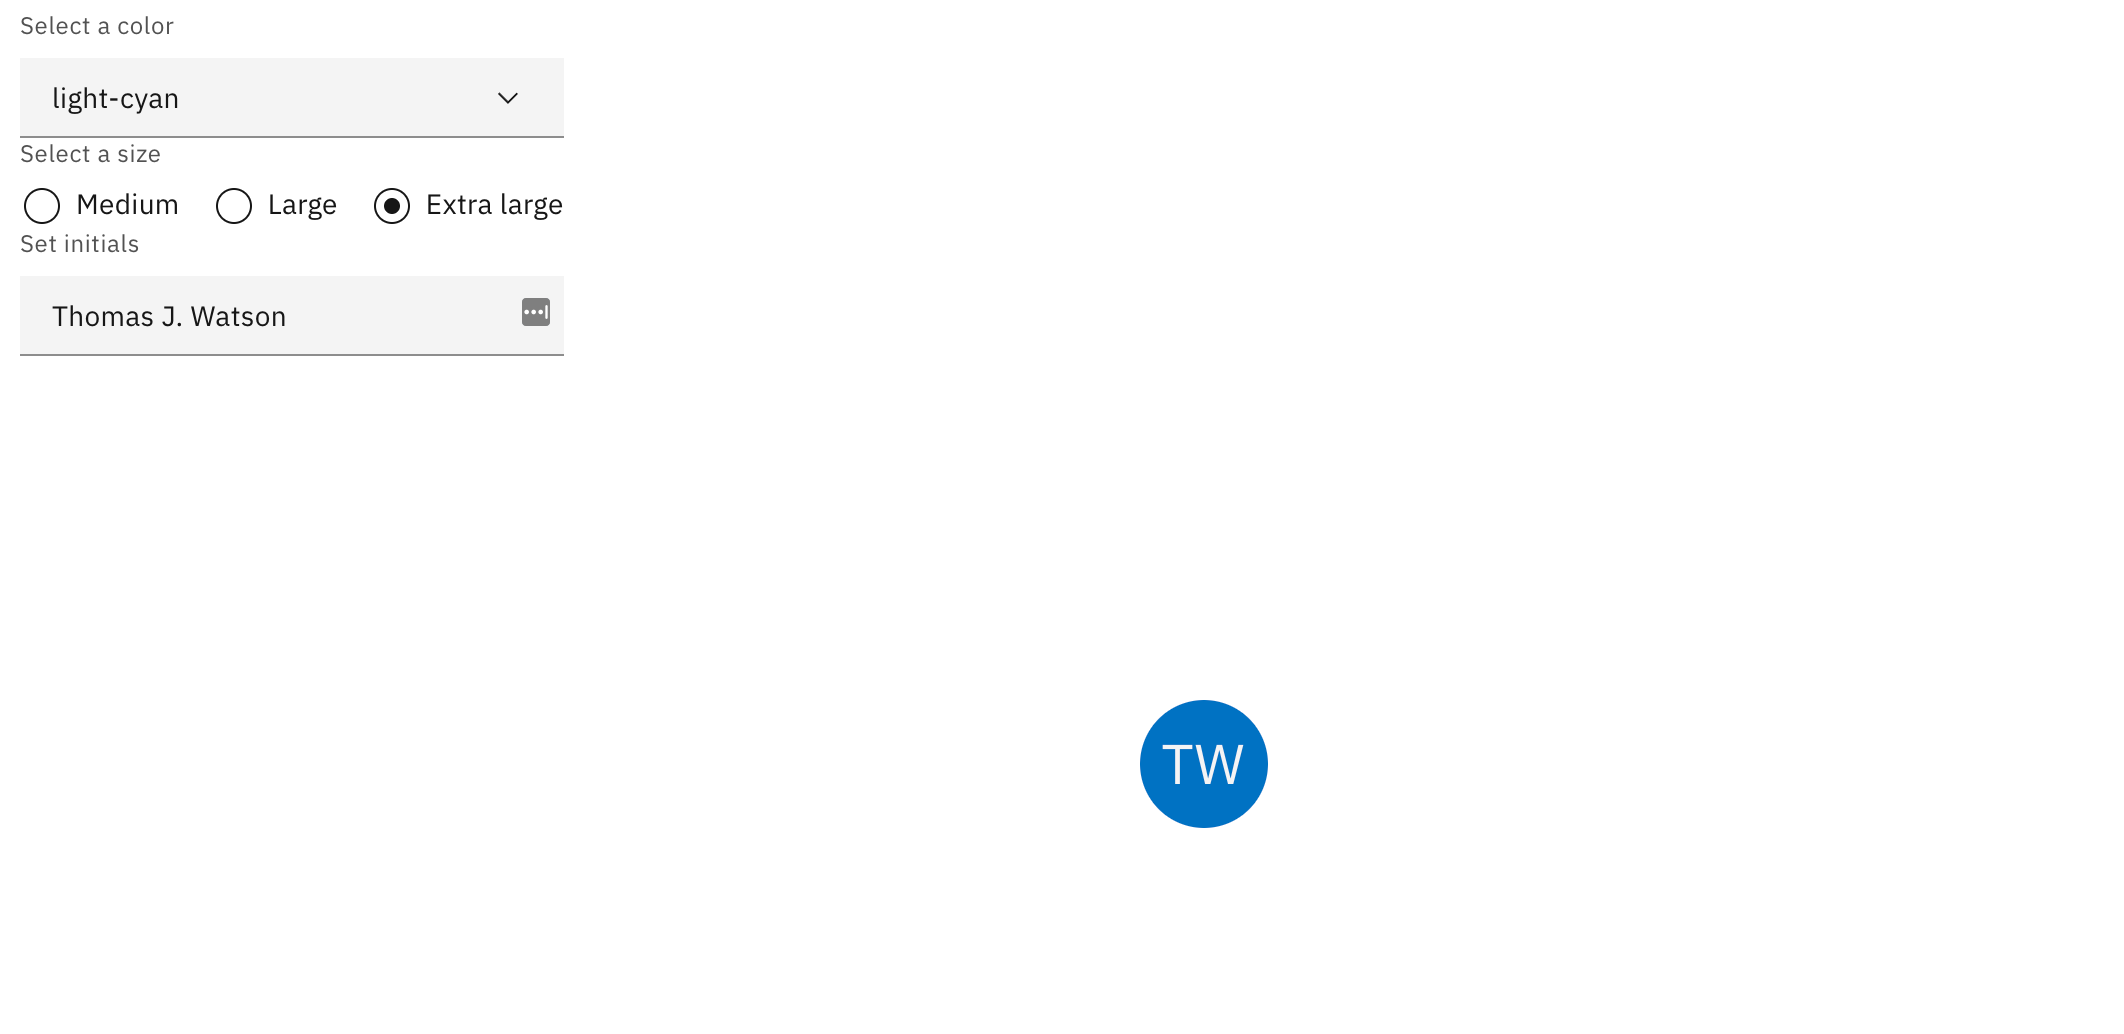 Select a color
light-cyan
Select a size
Medium Large Extra large
Set initials
Thomas J. Watson
TW